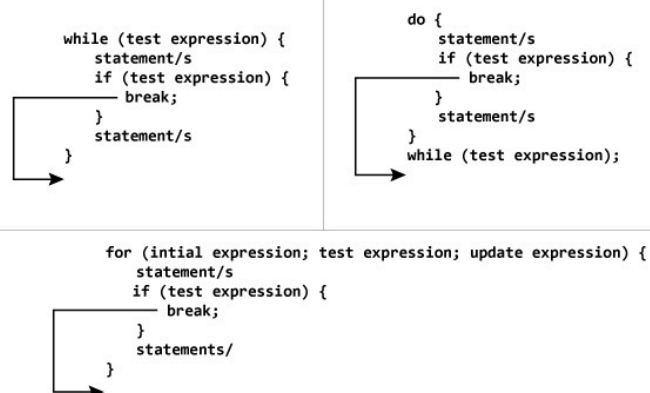 while (test expression) {
statement/s
if (test expression) {
break;
}
statement/s
}
do {
statement/s
if (test expression) {
break;
}
statement/s
}
while (test expression);
for (intial expression; test expression; update expression) {
statement/s
if (test expression) {
break;
}
statements/
}